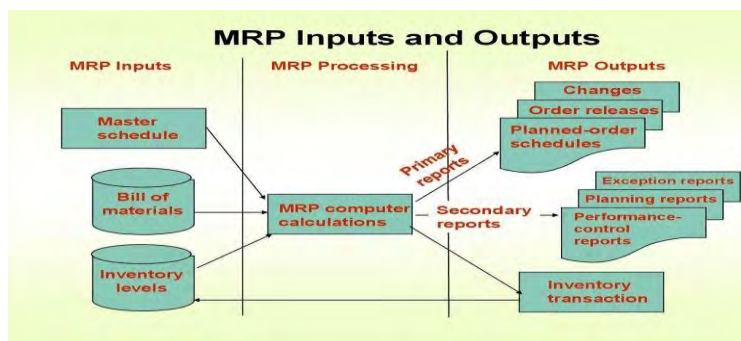 MRP Inputs and Outputs
MRP Inputs
MRP Processing
MRP Outputs
Master
schedule
Bill of
materials
Inventory
levels
MRP computer
calculations
Primary
reports
Secondary
reports
Changes
Order releases
Planned-order
schedules
Exception reports
Planning reports
Performance-
control
reports
Inventory
transaction